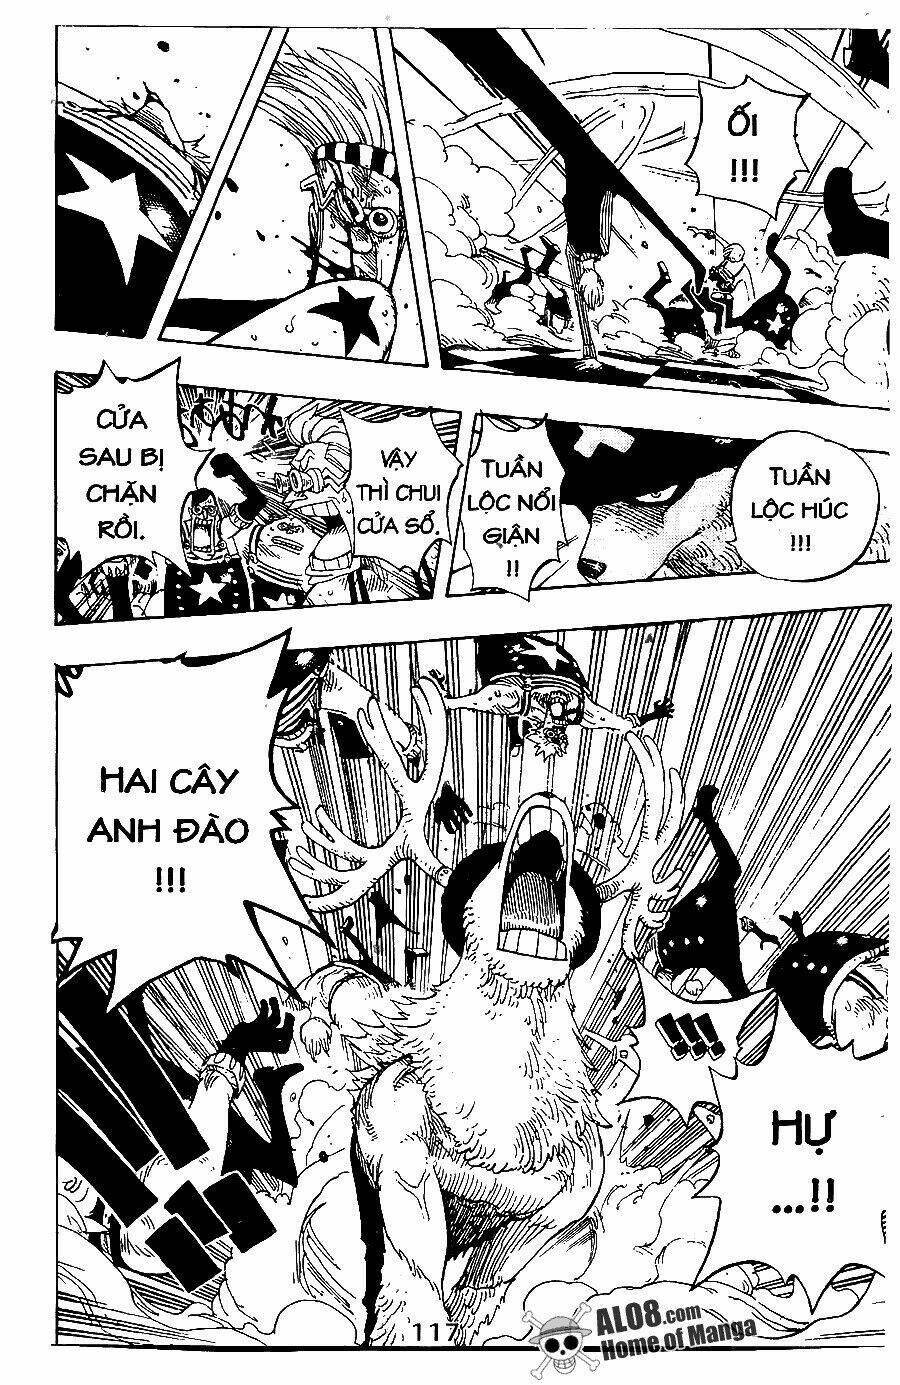 ỐI
!!!
TUẦN
LỘC HÚC
!!!
TUẦN
LỘC NỔI
GIẬN
!!
VẬY
THÌ CHUI
CỬA SỔ.
CỬA
SAU BỊ
CHẶN
RỒI.
HAI CÂY
ANH ĐÀO
!!!
!!!
HỰ
...!!
117
ALO8.com
Home of Manga